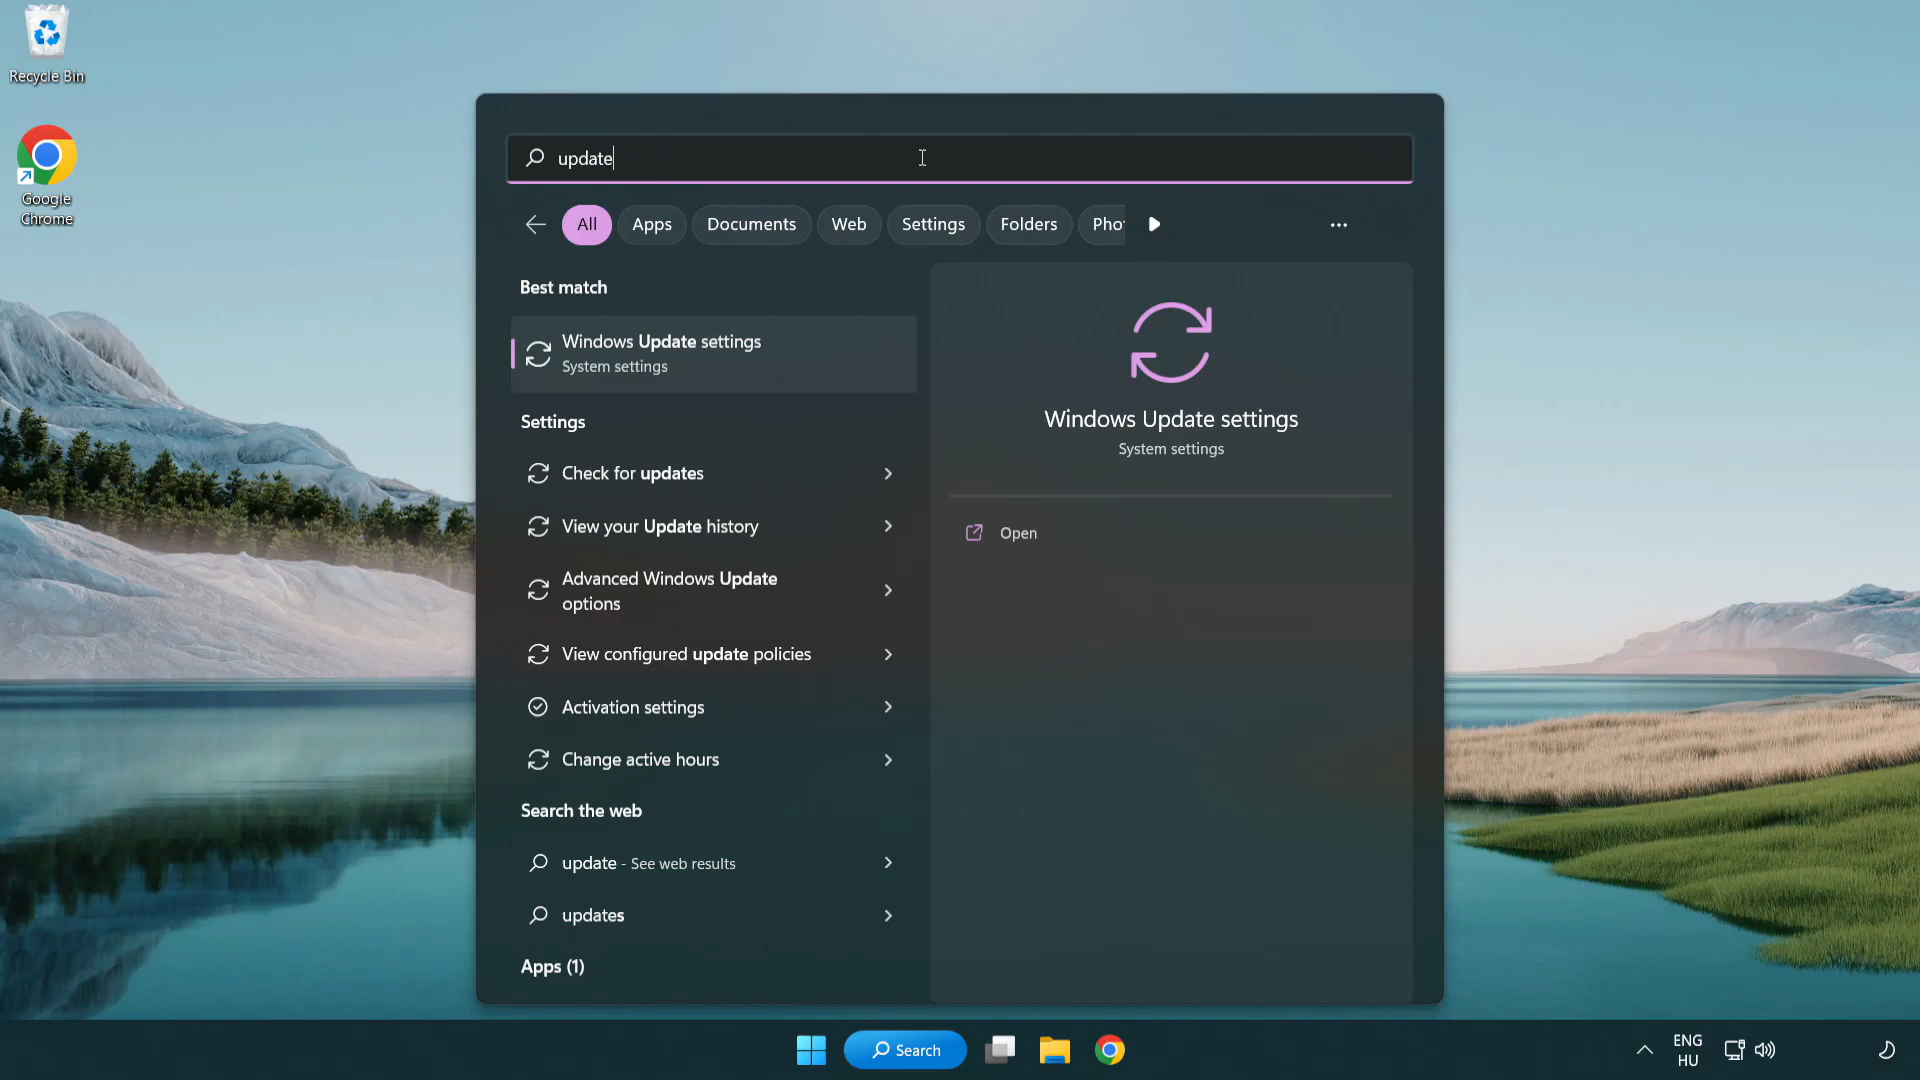 Recycle Bin
Google
Chrome
update
All
Apps
Documents
Web
Settings
Folders
Best match
Windows Update settings
System settings
Settings
Check for updates
View your Update history
Advanced Windows Update
options
View configured update policies
Activation settings
Change active hours
Search the web
update - See web results
updates
Apps (1)
Windows Update settings
System settings
Open
Search
ENG
HU